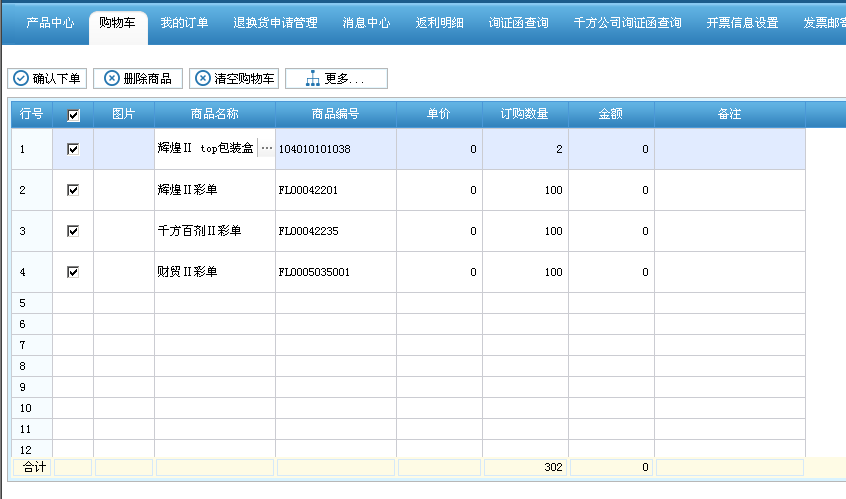 产品中心 购物车 我的订单 退换货申请管理 消息中心 返利明细 询证函查询 千方公司询证函查询 开票信息设置 发票邮寄
确认下单 删除商品 清空购物车 更多...
行号 图片 商品名称 商品编号 单价 订购数量 金额 备注
1 辉煌II top包装盒 ... 104010101038 0 2 0
2 辉煌II彩单 FL00042201 0 100 0
3 千方百剂II彩单 FL00042235 0 100 0
4 财贸II彩单 FL0005035001 0 100 0
5
6
7
8
9
10
11
12
合计 302 0